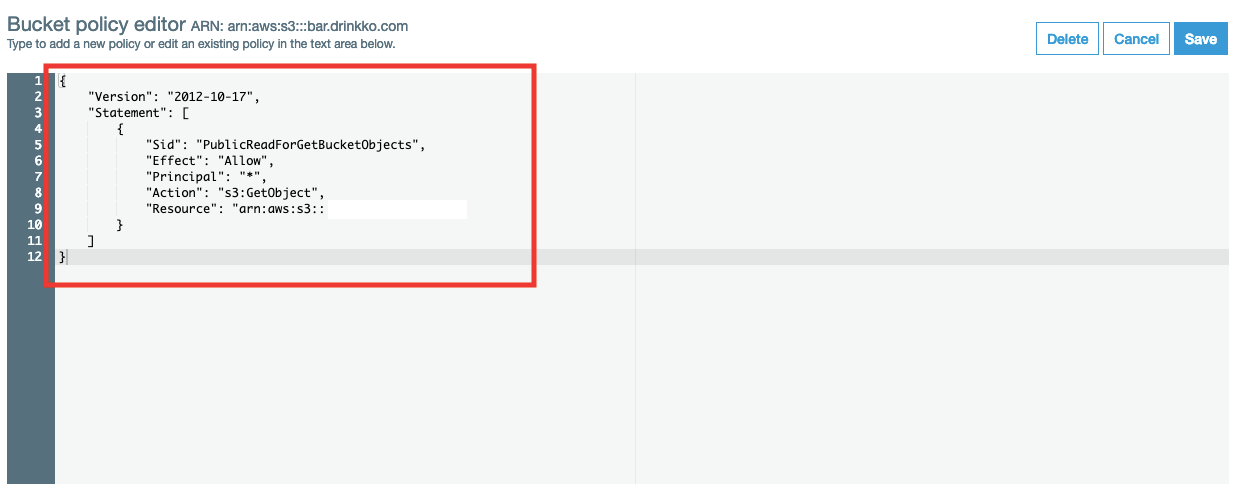 Bucket policy editor ARN: arn:aws:s3:::bar.drinkko.com
Type to add a new policy or edit an existing policy in the text area below.
Delete Cancel Save
1 {
2 "Version": "2012-10-17",
3 "Statement": [
4 {
5 "Sid": "PublicReadForGetBucketObjects",
6 "Effect": "Allow",
7 "Principal": "*",
8 "Action": "s3:GetObject",
9 "Resource": "arn:aws:s3::
10 }
11 ]
12 }